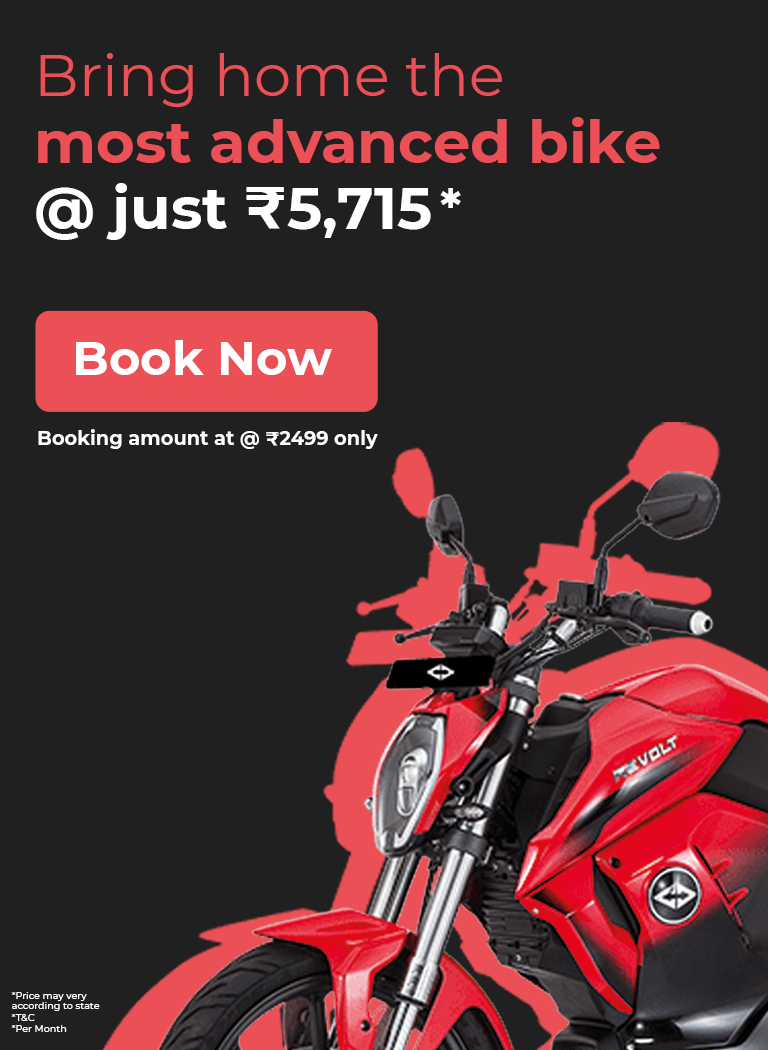 Bring home the
most advanced bike
@ just ₹5,715*
Book Now
Booking amount at @ ₹2499 only
REVOLT
*Price may very
according to state
*T&C
*Per Month